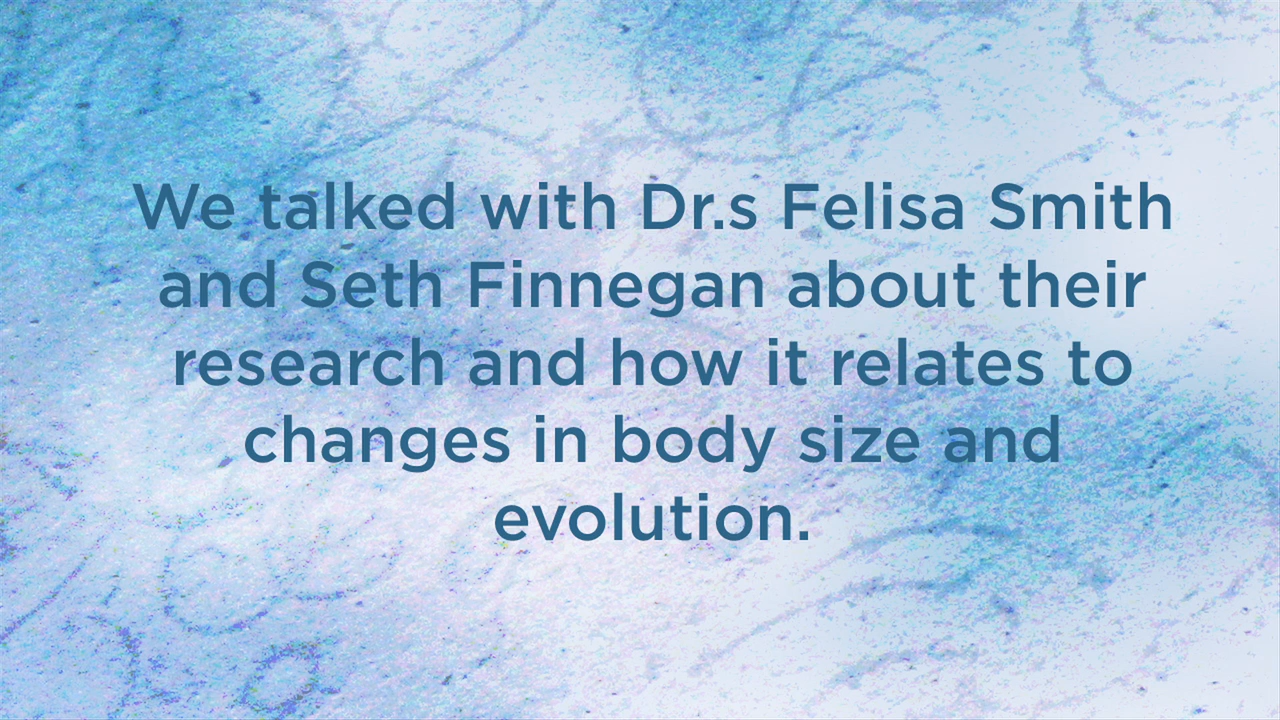 We talked with Dr.s Felisa Smith
and Seth Finnegan about their
research and how it relates to
changes in body size and
evolution.